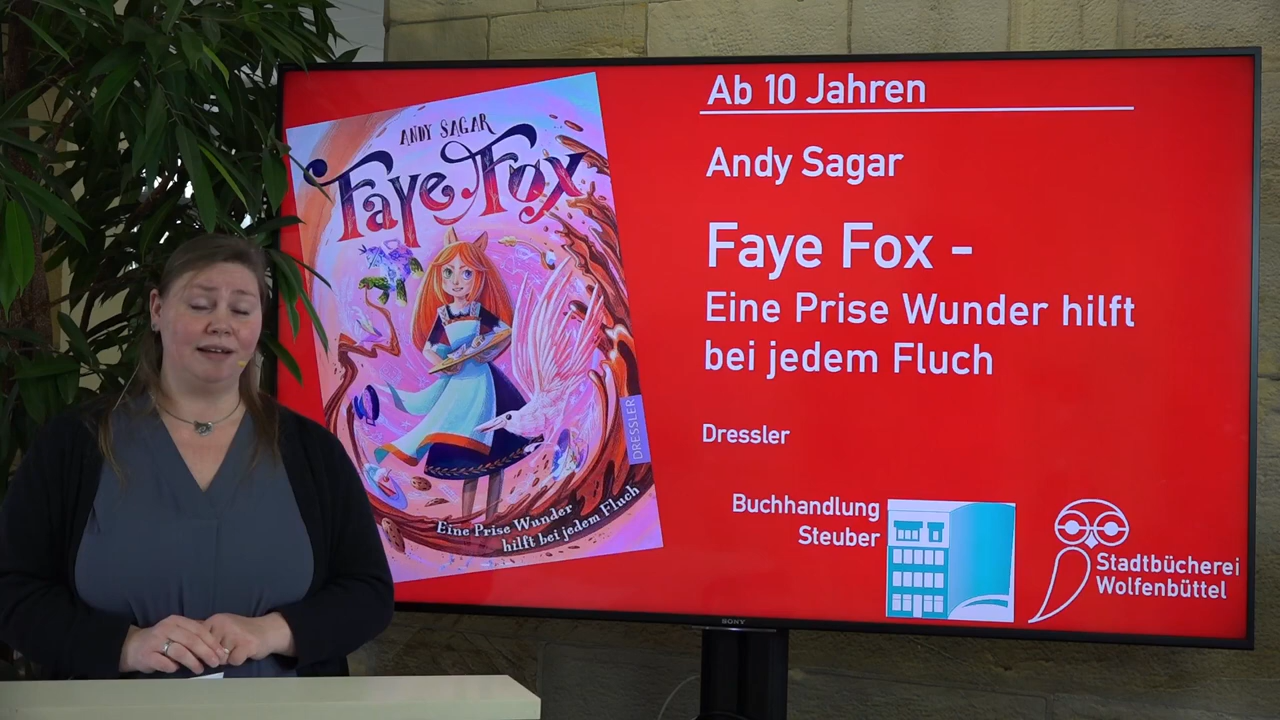 ANDY SAGAR
Faye Fox
DRESSLER
Eine Prise Wunder
hilft bei jedem Fluch
Ab 10 Jahren
Andy Sagar
Faye Fox -
Eine Prise Wunder hilft
bei jedem Fluch
Dressler
Buchhandlung
Steuber
Stadtbücherei
Wolfenbüttel
SONY